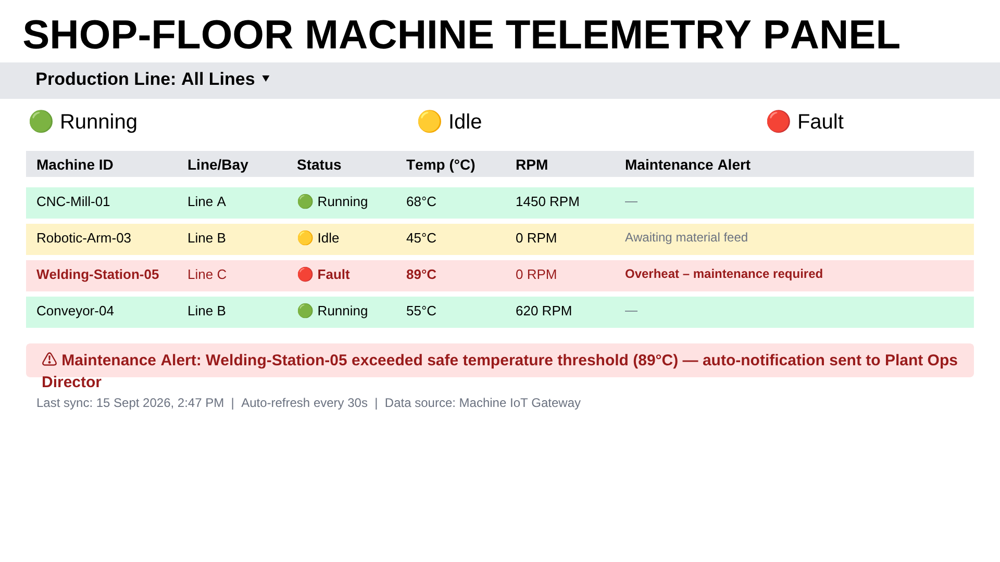 SHOP-FLOOR MACHINE TELEMETRY PANEL
Production Line: All Lines ▼
🟢 Running 🟡 Idle 🔴 Fault
Machine ID Line/Bay Status Temp (°C) RPM Maintenance Alert
CNC-Mill-01 Line A 🟢 Running 68°C 1450 RPM —
Robotic-Arm-03 Line B 🟡 Idle 45°C 0 RPM Awaiting material feed
Welding-Station-05 Line C 🔴 Fault 89°C 0 RPM Overheat – maintenance required
Conveyor-04 Line B 🟢 Running 55°C 620 RPM —
⚠ Maintenance Alert: Welding-Station-05 exceeded safe temperature threshold (89°C) — auto-notification sent to Plant Ops
Director
Last sync: 15 Sept 2026, 2:47 PM | Auto-refresh every 30s | Data source: Machine IoT Gateway